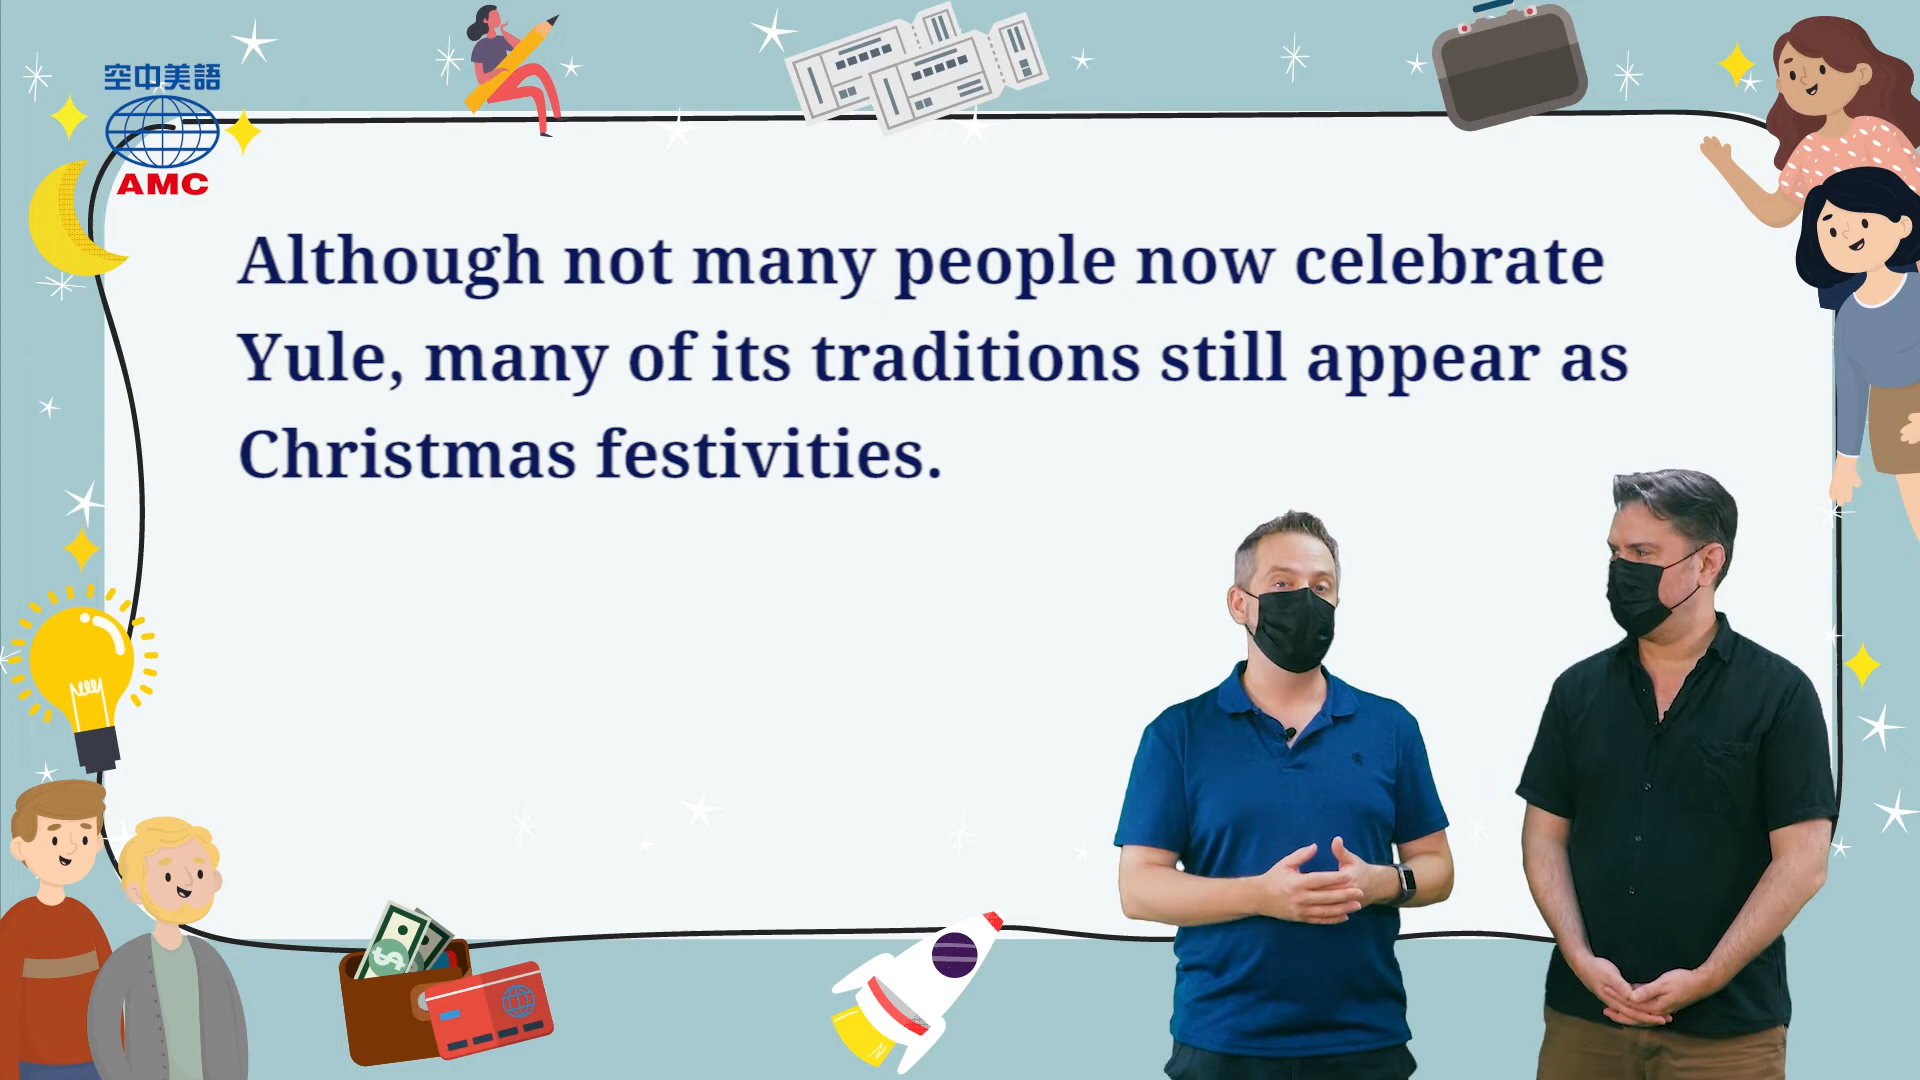 空中美語
AMC
Although not many people now celebrate
Yule, many of its traditions still appear as
Christmas festivities.